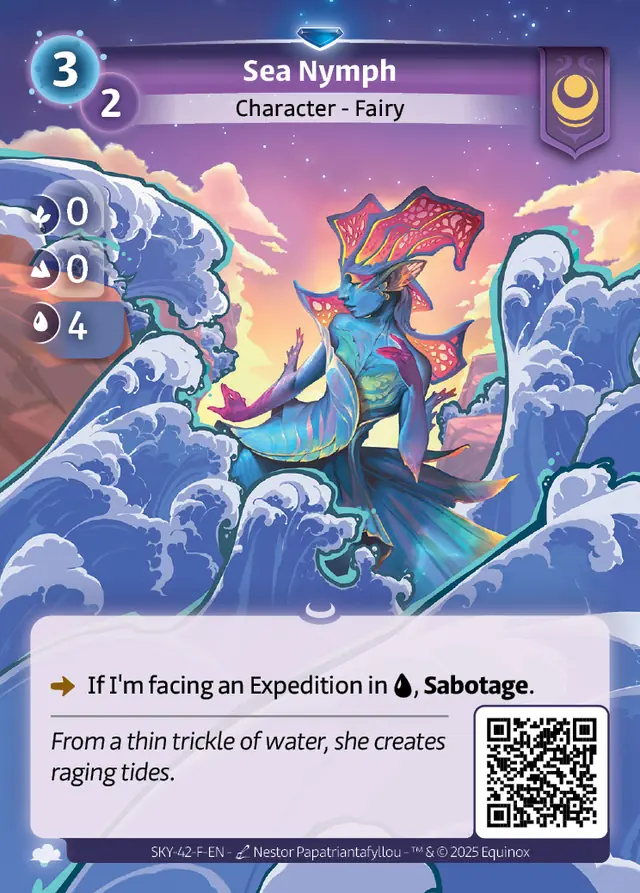 3
Sea Nymph
2
Character - Fairy
0
0
4
If I'm facing an Expedition in , Sabotage.
From a thin trickle of water, she creates
raging tides.
SKY-42-F-EN - Nestor Papatriantafyllou - ™ & © 2025 Equinox